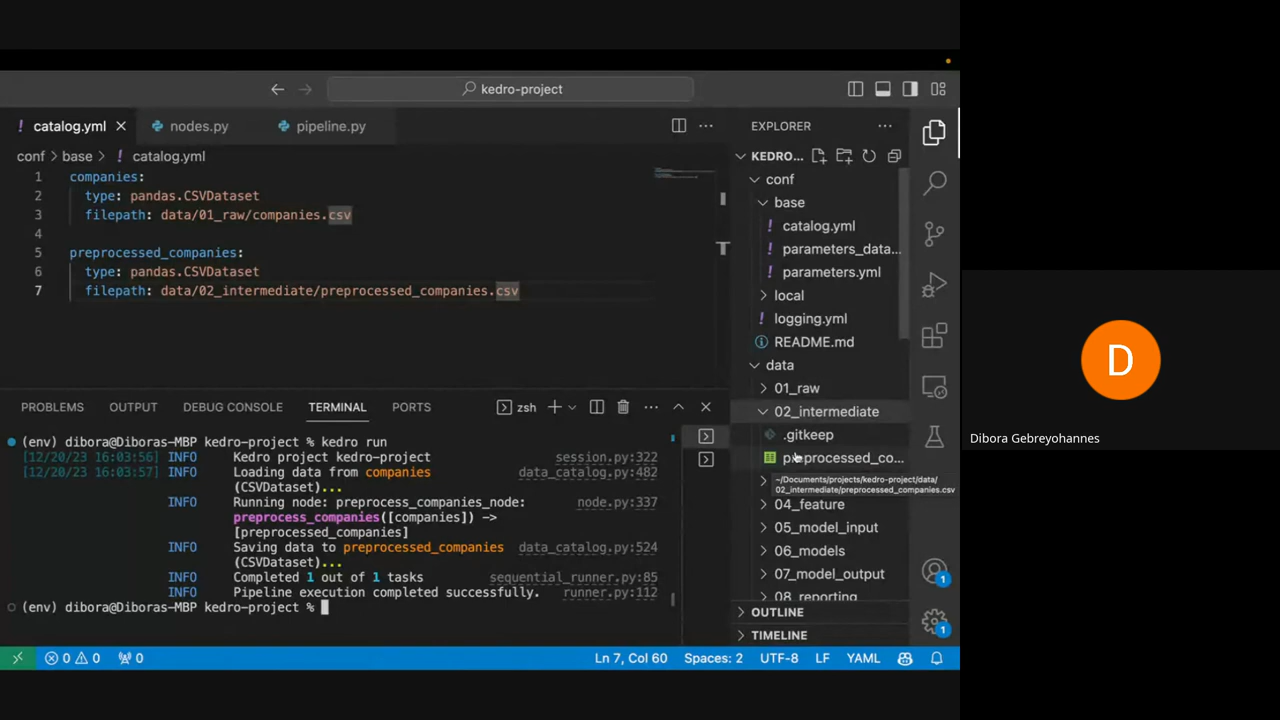 kedro-project
catalog.yml
nodes.py
pipeline.py
EXPLORER
conf > base > ! catalog.yml
KEDRO...
1 companies:
2 type: pandas.CSVDataset
3 filepath: data/01_raw/companies.csv
4
5 preprocessed_companies:
6 type: pandas.CSVDataset
7 filepath: data/02_intermediate/preprocessed_companies.csv
conf
base
! catalog.yml
! parameters_data...
! parameters.yml
local
! logging.yml
README.md
data
01_raw
02_intermediate
.gitkeep
preprocessed_co...
~/Documents/projects/kedro-project/data/
02_intermediate/preprocessed_companies.csv
04_feature
05_model_input
06_models
07_model_output
08_reporting
OUTLINE
TIMELINE
PROBLEMS OUTPUT DEBUG CONSOLE TERMINAL PORTS zsh
(env) dibora@Diboras-MBP kedro-project % kedro run
[12/20/23 16:03:56] INFO Kedro project kedro-project session.py:322
[12/20/23 16:03:57] INFO Loading data from companies data_catalog.py:482
(CSVDataset)...
INFO Running node: preprocess_companies_node: node.py:337
preprocess_companies([companies]) ->
[preprocessed_companies]
INFO Saving data to preprocessed_companies data_catalog.py:524
(CSVDataset)...
INFO Completed 1 out of 1 tasks sequential_runner.py:85
INFO Pipeline execution completed successfully. runner.py:112
(env) dibora@Diboras-MBP kedro-project %
1
1
0 0 0
Ln 7, Col 60 Spaces: 2 UTF-8 LF YAML
D
Dibora Gebreyohannes